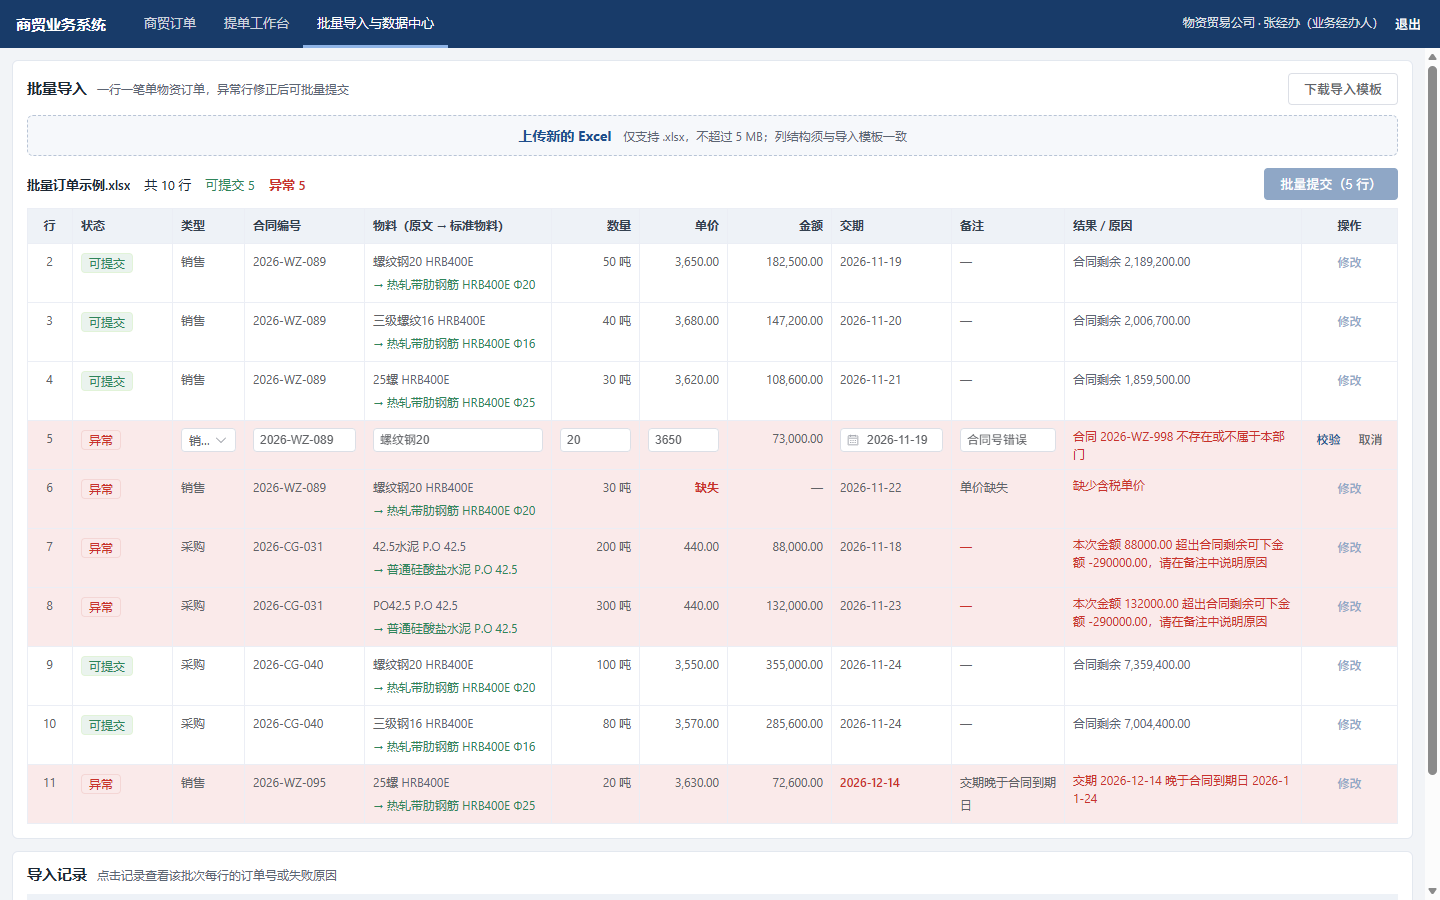 商贸业务系统 商贸订单 提单工作台 批量导入与数据中心 物资贸易公司 · 张经办（业务经办人） 退出
批量导入 一行一笔单物资订单，异常行修正后可批量提交 下载导入模板
上传新的 Excel 仅支持 .xlsx，不超过 5 MB；列结构须与导入模板一致
批量订单示例.xlsx 共 10 行 可提交 5 异常 5 批量提交（5 行）
行 状态 类型 合同编号 物料（原文 → 标准物料） 数量 单价 金额 交期 备注 结果 / 原因 操作
2 可提交 销售 2026-WZ-089 螺纹钢20 HRB400E 50 吨 3,650.00 182,500.00 2026-11-19 — 合同剩余 2,189,200.00 修改
→ 热轧带肋钢筋 HRB400E Φ20
3 可提交 销售 2026-WZ-089 三级螺纹16 HRB400E 40 吨 3,680.00 147,200.00 2026-11-20 — 合同剩余 2,006,700.00 修改
→ 热轧带肋钢筋 HRB400E Φ16
4 可提交 销售 2026-WZ-089 25螺 HRB400E 30 吨 3,620.00 108,600.00 2026-11-21 — 合同剩余 1,859,500.00 修改
→ 热轧带肋钢筋 HRB400E Φ25
5 异常 销... 2026-WZ-089 螺纹钢20 20 3650 73,000.00 2026-11-19 合同号错误 合同 2026-WZ-998 不存在或不属于本部 校验 取消
门
6 异常 销售 2026-WZ-089 螺纹钢20 HRB400E 30 吨 缺失 — 2026-11-22 单价缺失 缺少含税单价 修改
→ 热轧带肋钢筋 HRB400E Φ20
7 异常 采购 2026-CG-031 42.5水泥 P.O 42.5 200 吨 440.00 88,000.00 2026-11-18 — 本次金额 88000.00 超出合同剩余可下金 修改
→ 普通硅酸盐水泥 P.O 42.5 额 -290000.00，请在备注中说明原因
8 异常 采购 2026-CG-031 PO42.5 P.O 42.5 300 吨 440.00 132,000.00 2026-11-23 — 本次金额 132000.00 超出合同剩余可下金 修改
→ 普通硅酸盐水泥 P.O 42.5 额 -290000.00，请在备注中说明原因
9 可提交 采购 2026-CG-040 螺纹钢20 HRB400E 100 吨 3,550.00 355,000.00 2026-11-24 — 合同剩余 7,359,400.00 修改
→ 热轧带肋钢筋 HRB400E Φ20
10 可提交 采购 2026-CG-040 三级钢16 HRB400E 80 吨 3,570.00 285,600.00 2026-11-24 — 合同剩余 7,004,400.00 修改
→ 热轧带肋钢筋 HRB400E Φ16
11 异常 销售 2026-WZ-095 25螺 HRB400E 20 吨 3,630.00 72,600.00 2026-12-14 交期晚于合同到期 交期 2026-12-14 晚于合同到期日 2026-1 修改
→ 热轧带肋钢筋 HRB400E Φ25 日 1-24
导入记录 点击记录查看该批次每行的订单号或失败原因